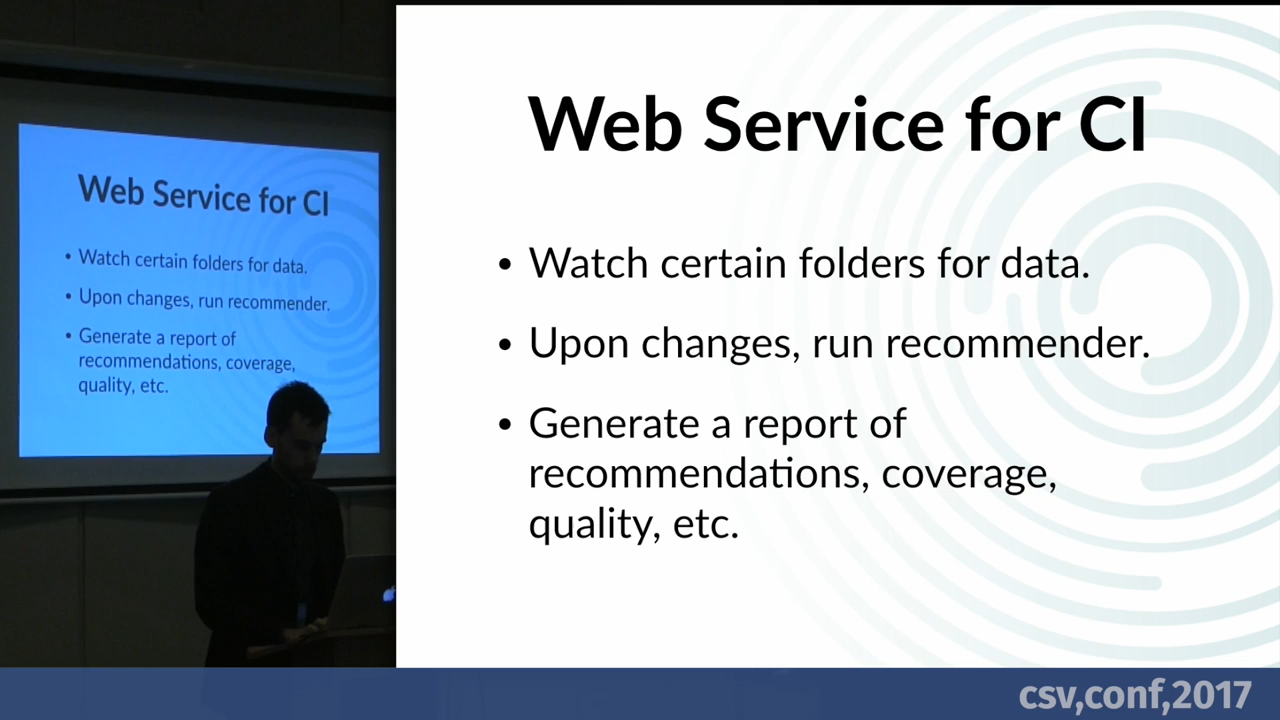 Web Service for CI
• Watch certain folders for data.
• Upon changes, run recommender.
• Generate a report of
recommendations, coverage,
quality, etc.
Web Service for CI
• Watch certain folders for data.
• Upon changes, run recommender.
• Generate a report of
recommendations, coverage,
quality, etc.
csv,conf,2017